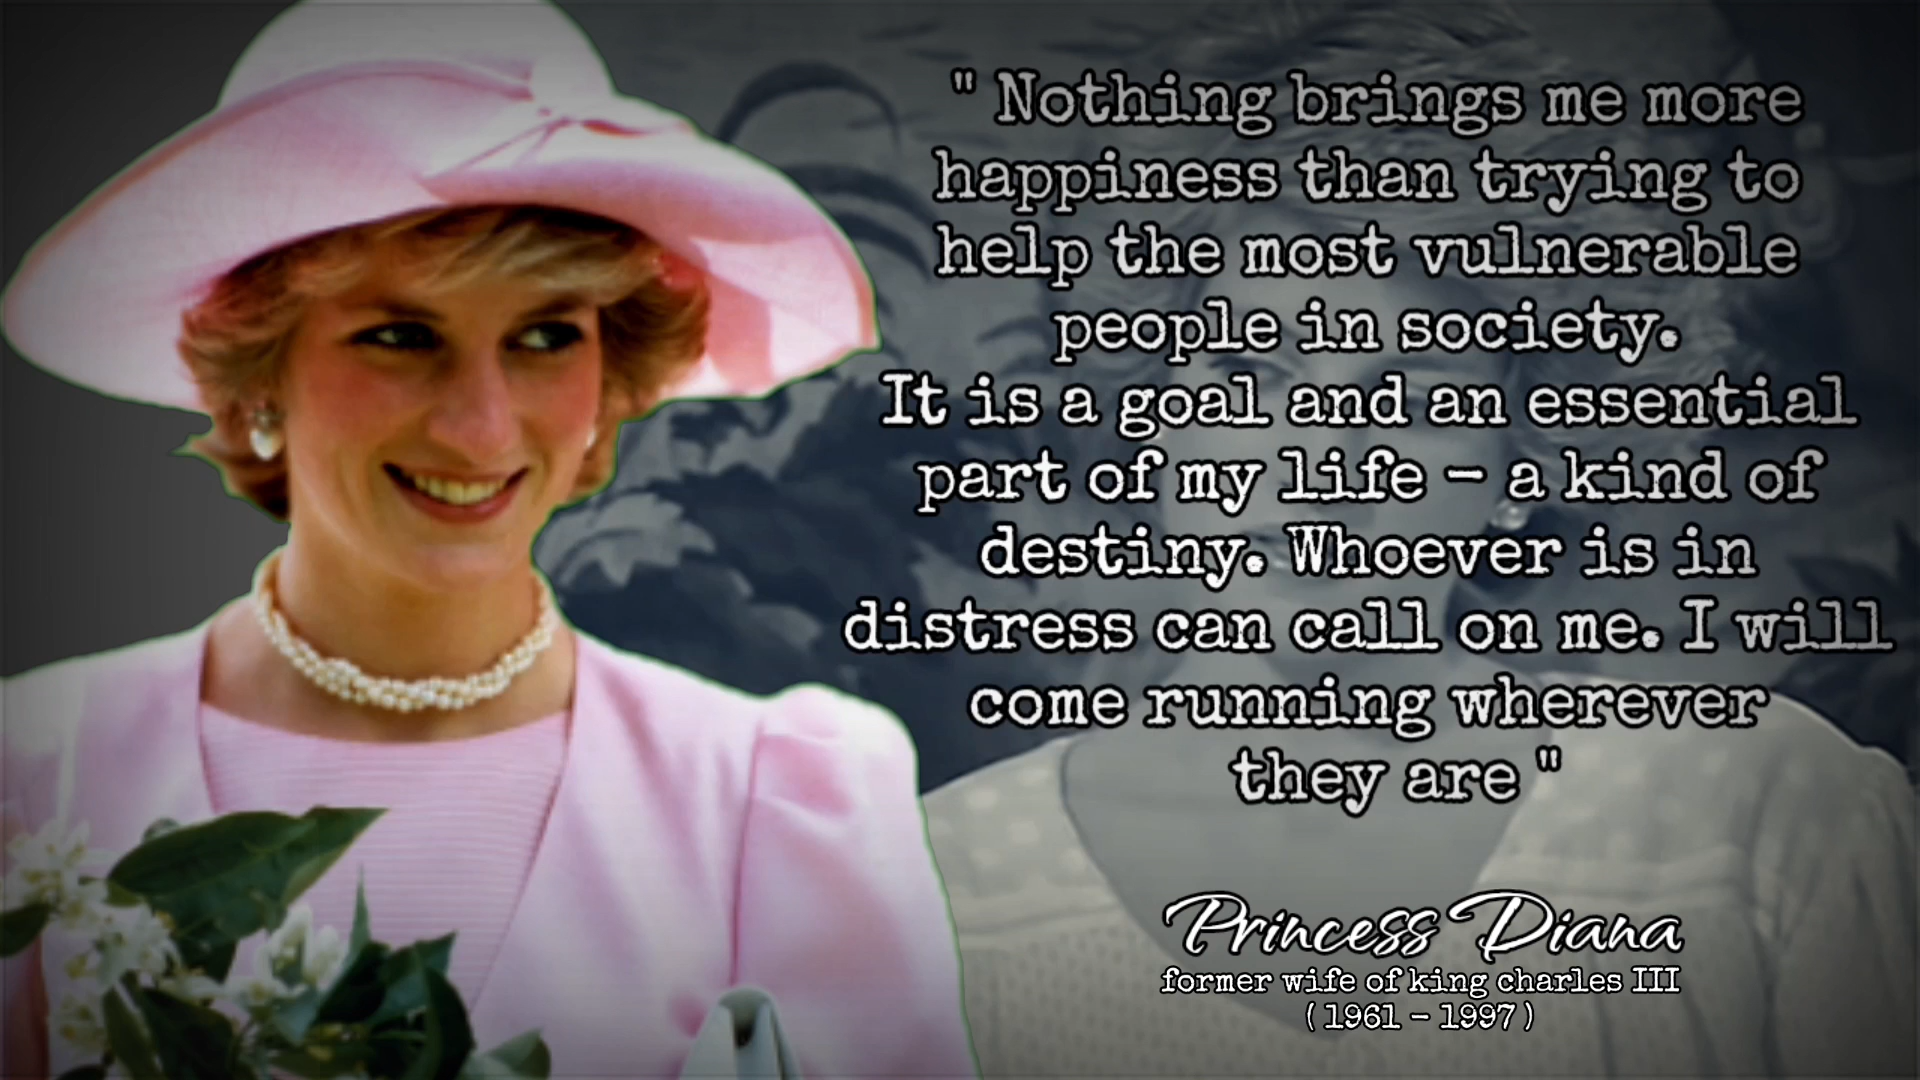 " Nothing brings me more
happiness than trying to
help the most vulnerable
people in society.
It is a goal and an essential
part of my life - a kind of
destiny. Whoever is in
distress can call on me. I will
come running wherever
they are "
Princess Diana
former wife of king charles III
( 1961 - 1997 )